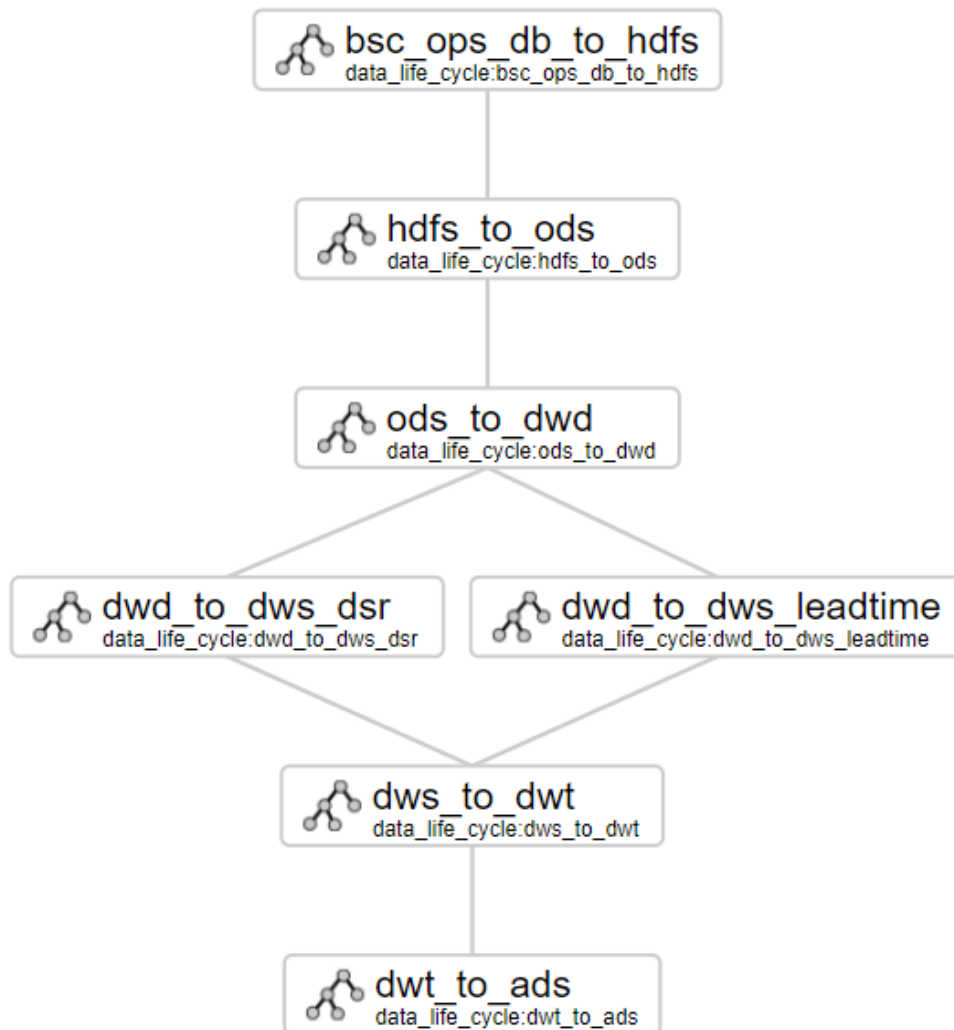 bsc_ops_db_to_hdfs
data_life_cycle:bsc_ops_db_to_hdfs
hdfs_to_ods
data_life_cycle:hdfs_to_ods
ods_to_dwd
data_life_cycle:ods_to_dwd
dwd_to_dws_dsr
data_life_cycle:dwd_to_dws_dsr
dwd_to_dws_leadtime
data_life_cycle:dwd_to_dws_leadtime
dws_to_dwt
data_life_cycle:dws_to_dwt
dwt_to_ads
data_life_cycle:dwt_to_ads